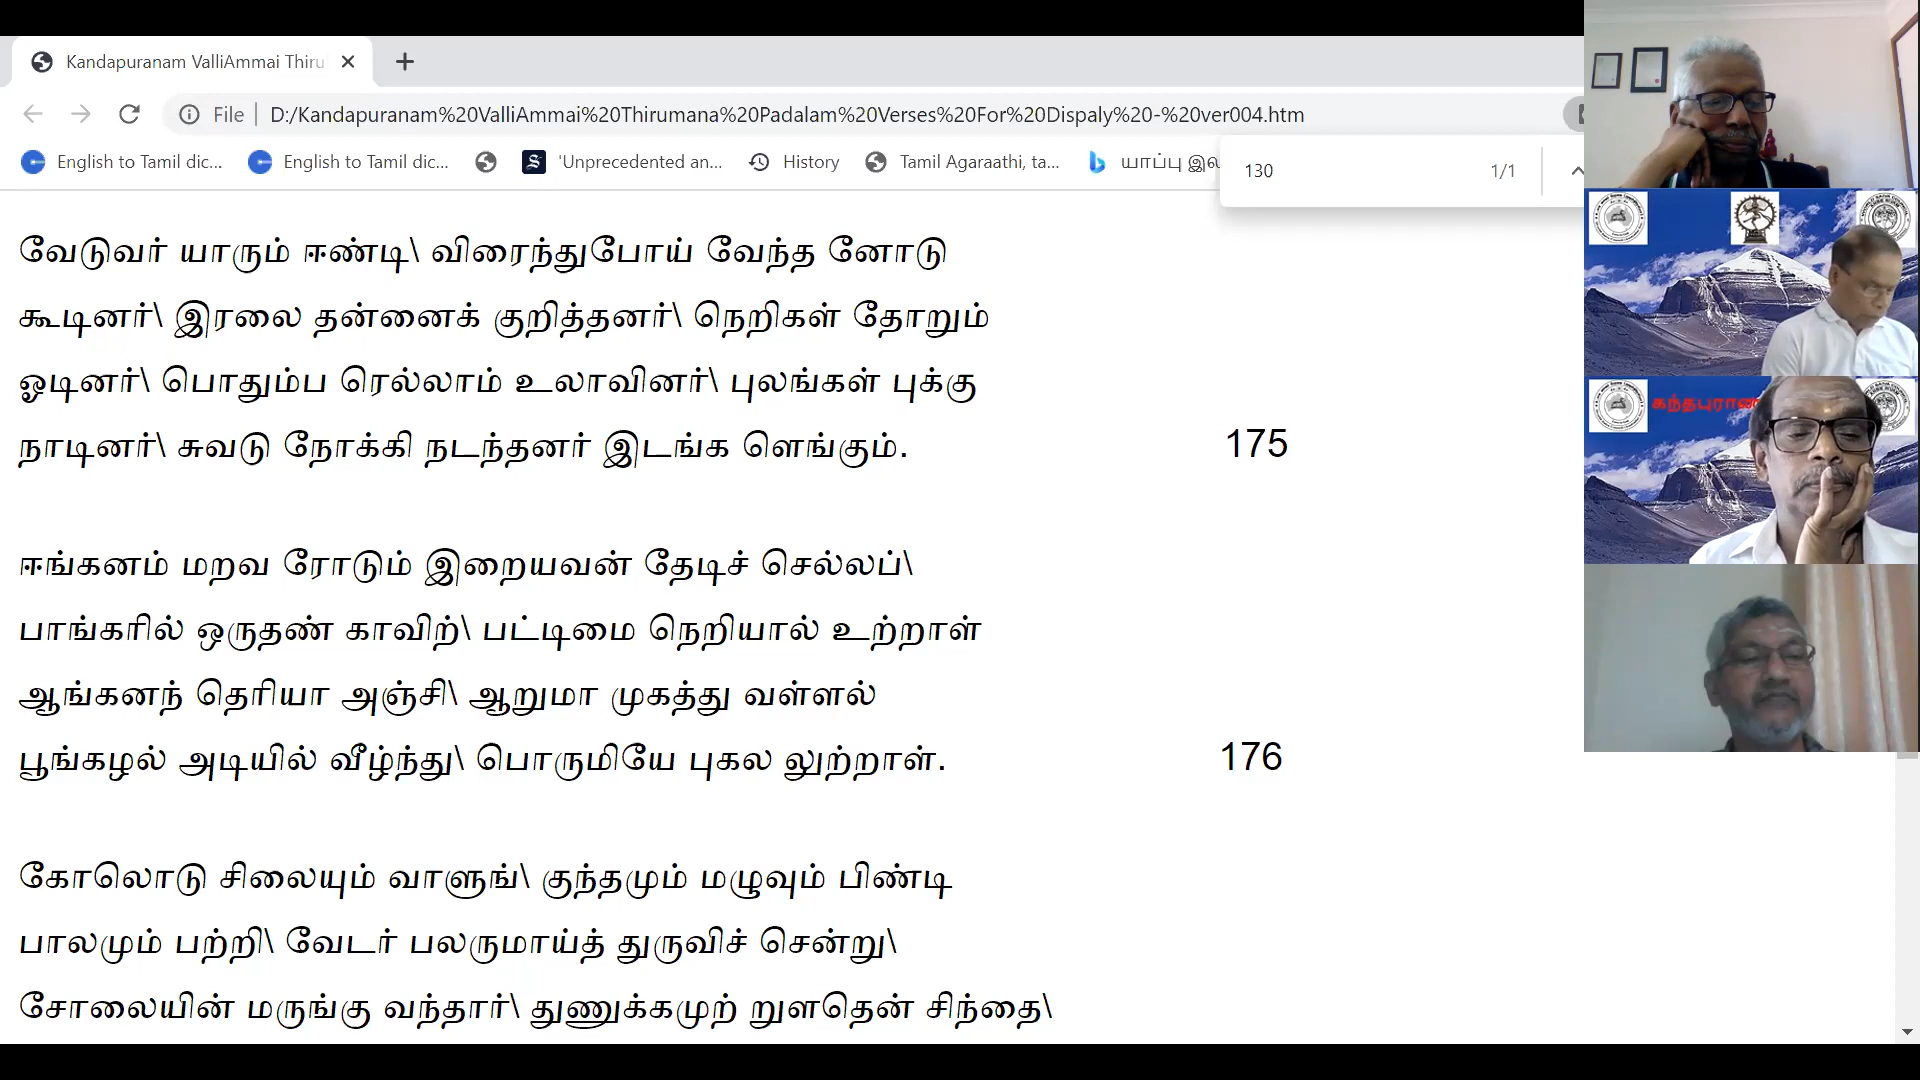 Kandapuranam ValliAmmai Thiru
File
D:/Kandapuranam%20ValliAmmai%20Thirumana%20Padalam%20Verses%20For%20Dispaly%20-%20ver004.htm
English to Tamil dic...
English to Tamil dic...
'Unprecedented an...
History
Tamil Agaraathi, ta...
யாப்பு இல
130
1/1
வேடுவர் யாரும் ஈண்டி\ விரைந்துபோய் வேந்த னோடு
கூடினர்\ இரலை தன்னைக் குறித்தனர்\ நெறிகள் தோறும்
ஓடினர்\ பொதும்ப ரெல்லாம் உலாவினர்\ புலங்கள் புக்கு
நாடினர்\ சுவடு நோக்கி நடந்தனர் இடங்க ளெங்கும். 175
ஈங்கனம் மறவ ரோடும் இறையவன் தேடிச் செல்லப்\
பாங்கரில் ஒருதண் காவிற்\ பட்டிமை நெறியால் உற்றாள்
ஆங்கனந் தெரியா அஞ்சி\ ஆறுமா முகத்து வள்ளல்
பூங்கழல் அடியில் வீழ்ந்து\ பொருமியே புகல லுற்றாள். 176
கோலொடு சிலையும் வாளுங்\ குந்தமும் மழுவும் பிண்டி
பாலமும் பற்றி\ வேடர் பலருமாய்த் துருவிச் சென்று\
சோலையின் மருங்கு வந்தார்\ துணுக்கமுற் றுளதென் சிந்தை\
கந்தபுராண